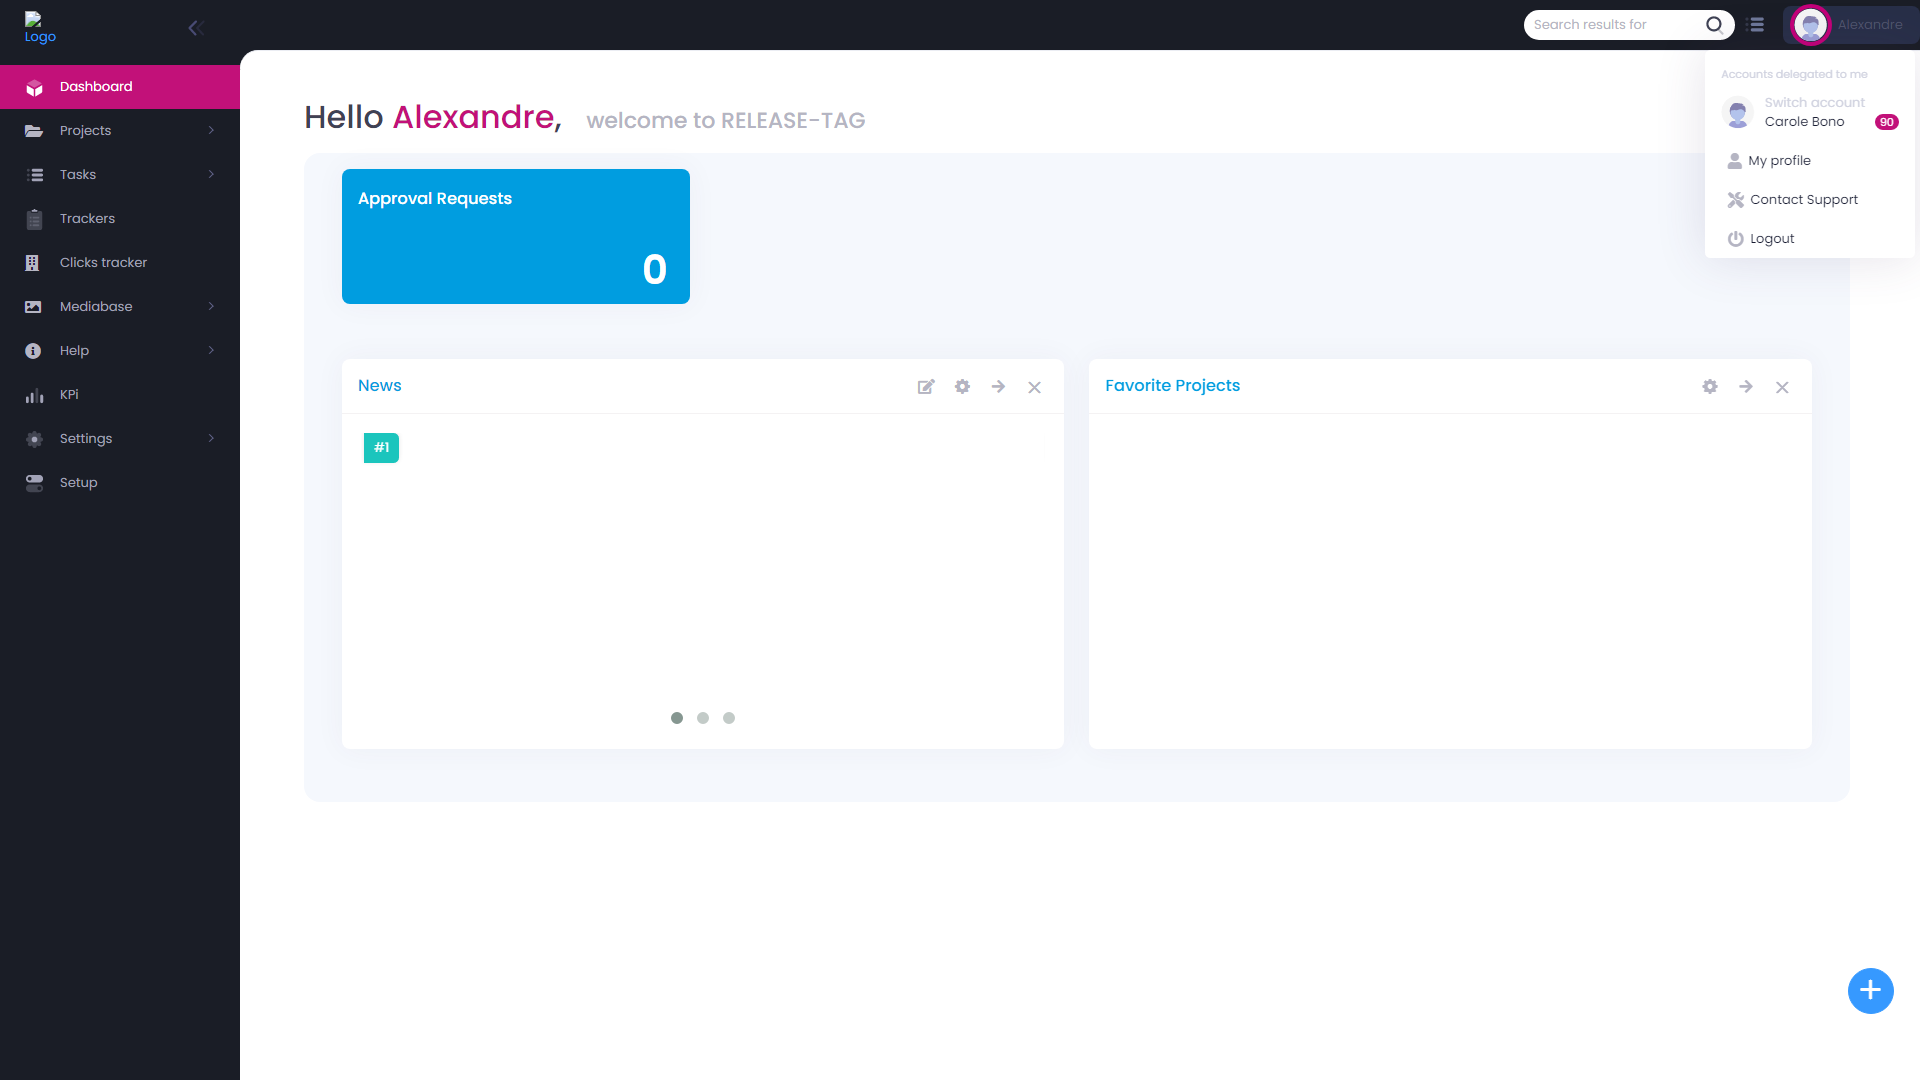 Logo
Search results for
Alexandre
Dashboard
Projects
Tasks
Trackers
Clicks tracker
Mediabase
Help
KPi
Settings
Setup
Hello Alexandre, welcome to RELEASE-TAG
Accounts delegated to me
Switch account
Carole Bono
90
My profile
Contact Support
Logout
Approval Requests
0
News
#1
Favorite Projects